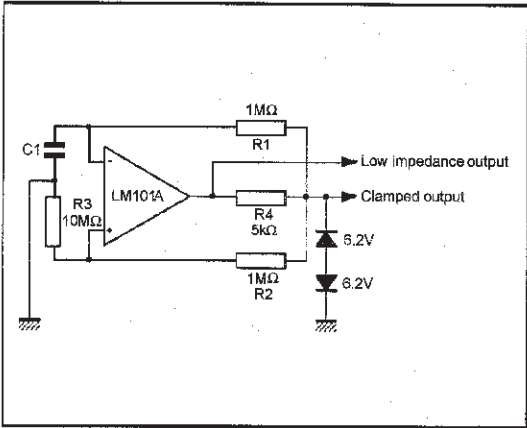 1MΩ
R1
C1
Low impedance output
LM101A
-
+
Clamped output
R3
10MΩ
R4
5kΩ
6.2V
6.2V
1MΩ
R2